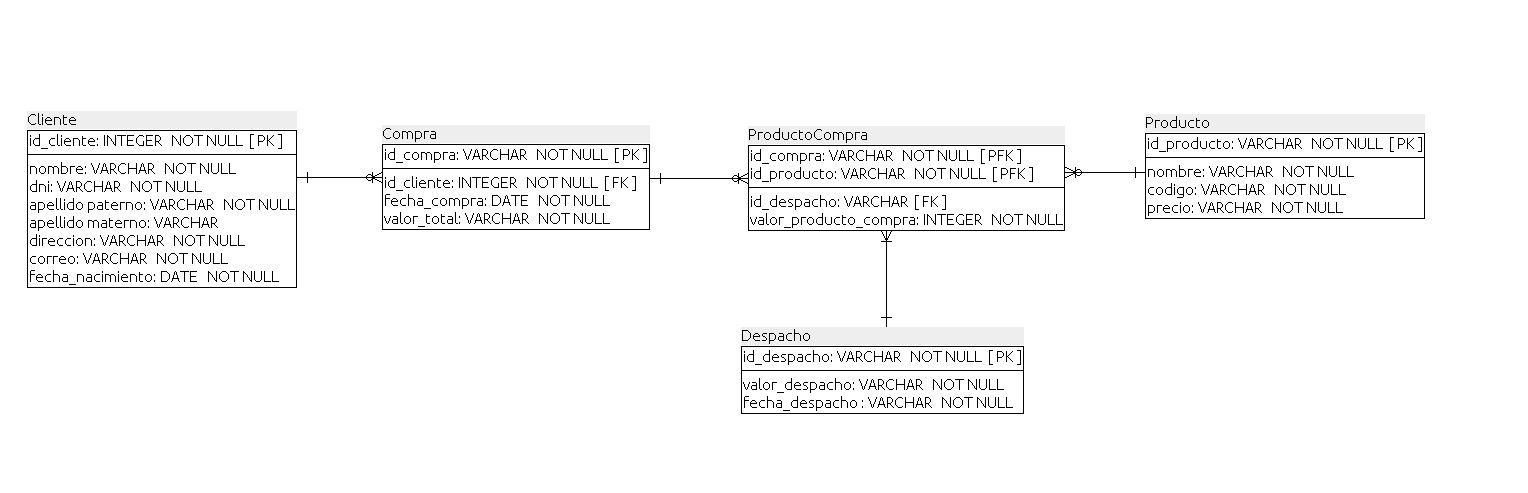 Cliente
id_cliente: INTEGER NOT NULL [ PK ]
nombre: VARCHAR NOT NULL
dni: VARCHAR NOT NULL
apellido paterno: VARCHAR NOT NULL
apellido materno: VARCHAR
direccion: VARCHAR NOT NULL
correo: VARCHAR NOT NULL
fecha_nacimiento: DATE NOT NULL
Compra
id_compra: VARCHAR NOT NULL [ PK ]
id_cliente: INTEGER NOT NULL [ FK ]
fecha_compra: DATE NOT NULL
valor_total: VARCHAR NOT NULL
ProductoCompra
id_compra: VARCHAR NOT NULL [ PFK ]
id_producto: VARCHAR NOT NULL [ PFK ]
id_despacho: VARCHAR [ FK ]
valor_producto_compra: INTEGER NOT NULL
Producto
id_producto: VARCHAR NOT NULL [ PK ]
nombre: VARCHAR NOT NULL
codigo: VARCHAR NOT NULL
precio: VARCHAR NOT NULL
Despacho
id_despacho: VARCHAR NOT NULL [ PK ]
valor_despacho: VARCHAR NOT NULL
fecha_despacho : VARCHAR NOT NULL